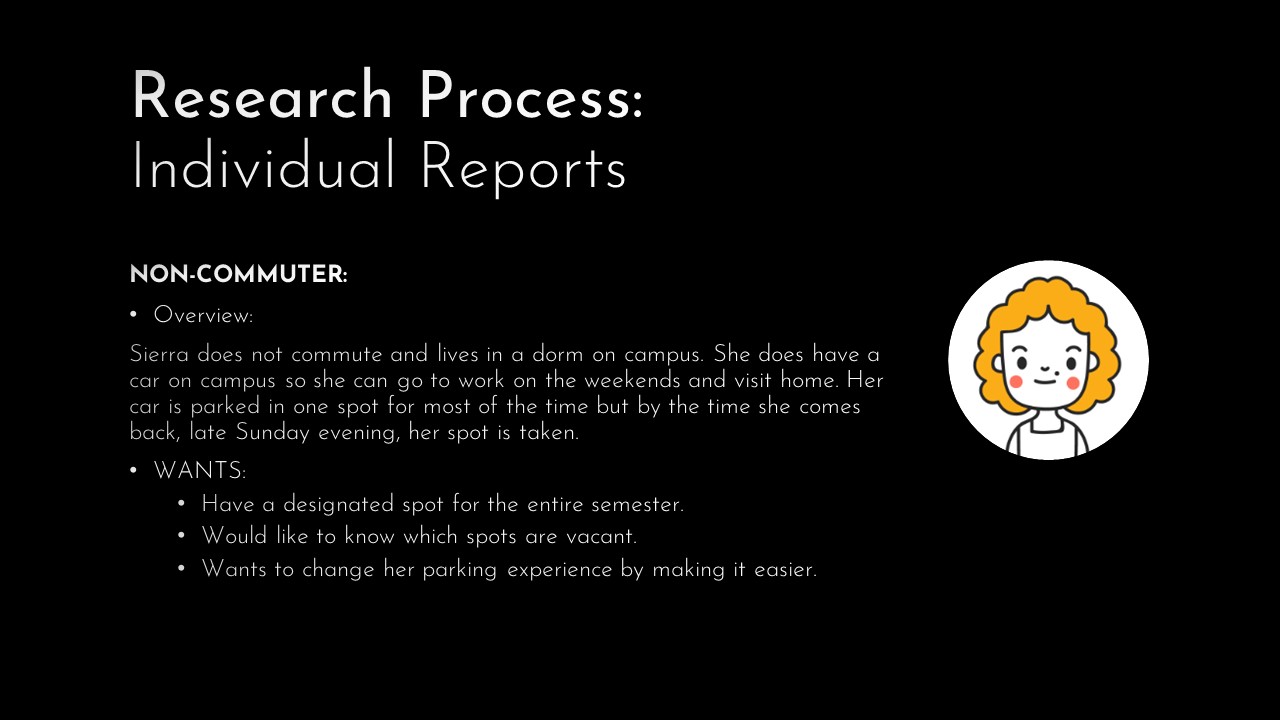 Research Process:
Individual Reports
NON-COMMUTER:
• Overview:
Sierra does not commute and lives in a dorm on campus. She does have a
car on campus so she can go to work on the weekends and visit home. Her
car is parked in one spot for most of the time but by the time she comes
back, late Sunday evening, her spot is taken.
• WANTS:
• Have a designated spot for the entire semester.
• Would like to know which spots are vacant.
• Wants to change her parking experience by making it easier.